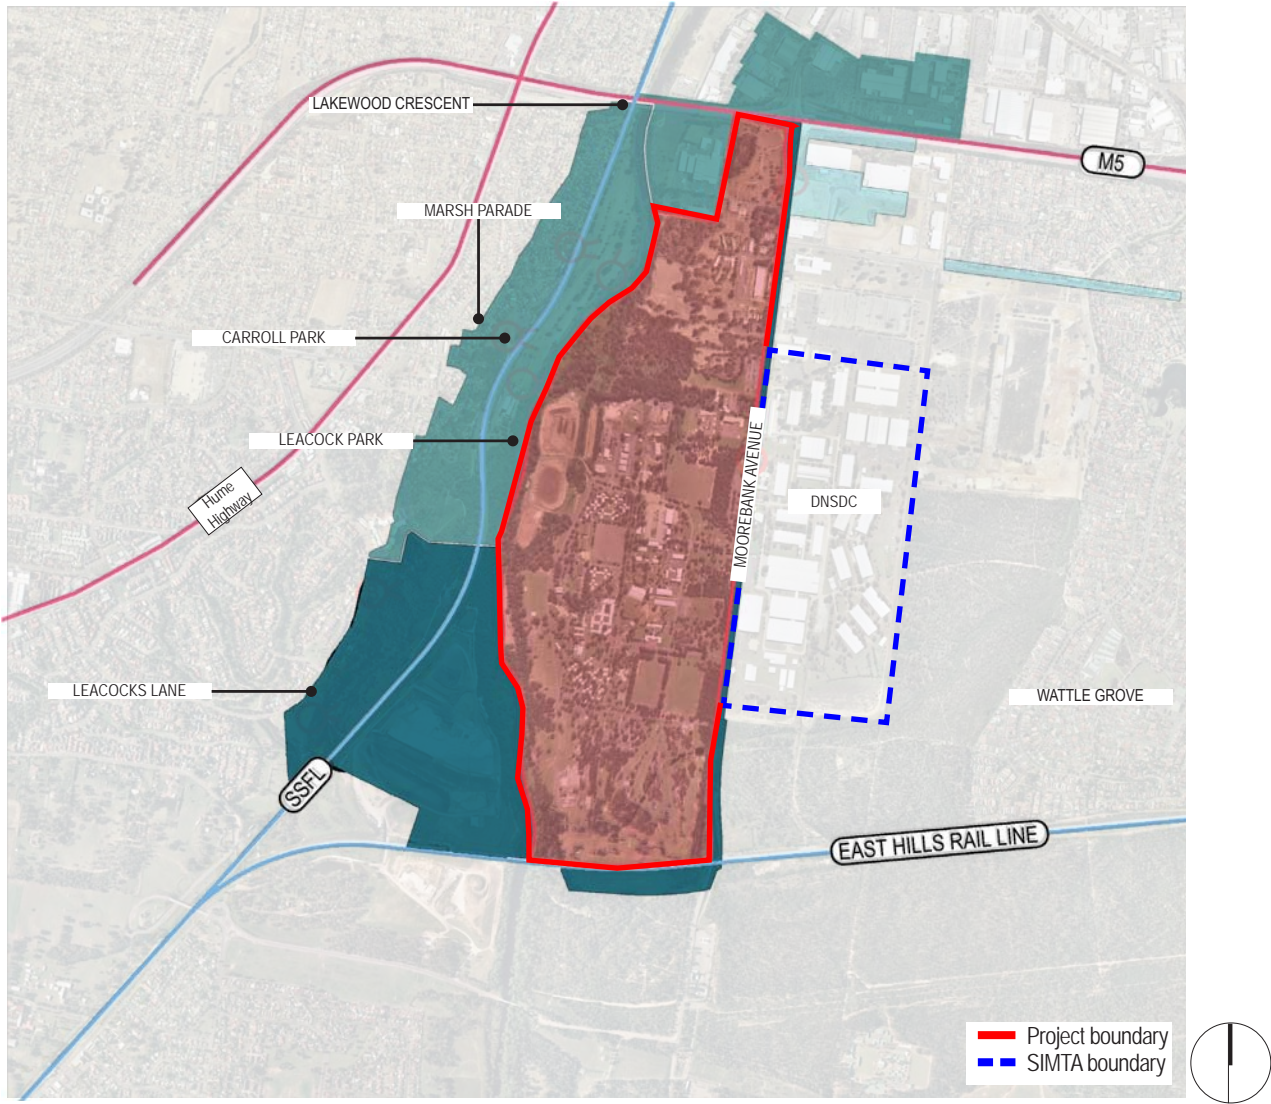 LAKEWOOD CRESCENT
M5
MARSH PARADE
CARROLL PARK
LEACOCK PARK
MOOREBANK AVENUE
Hume
Highway
DNSDC
LEACOCKS LANE
WATTLE GROVE
SSFL
EAST HILLS RAIL LINE
Project boundary
SIMTA boundary